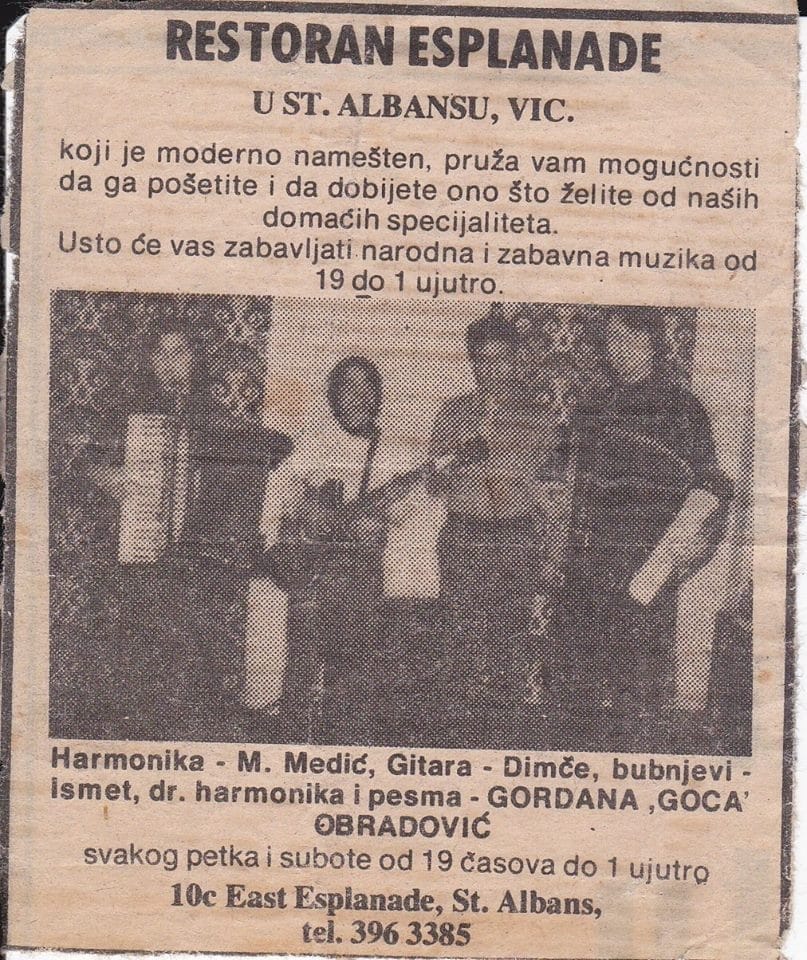 RESTORAN ESPLANADE
U ST. ALBANSU, VIC.
koji je moderno namešten, pruža vam mogućnosti
da ga pošetite i da dobijete ono što želite od naših
domaćih specijaliteta.
Usto će vas zabavljati narodna i zabavna muzika od
19 do 1 ujutro.
Harmonika - M. Medić, Gitara - Dimče, bubnjevi -
Ismet, dr. harmonika i pesma - GORDANA ‚GOCA’
OBRADOVIĆ
svakog petka i subote od 19 časova do 1 ujutro
10c East Esplanade, St. Albans,
tel. 396 3385